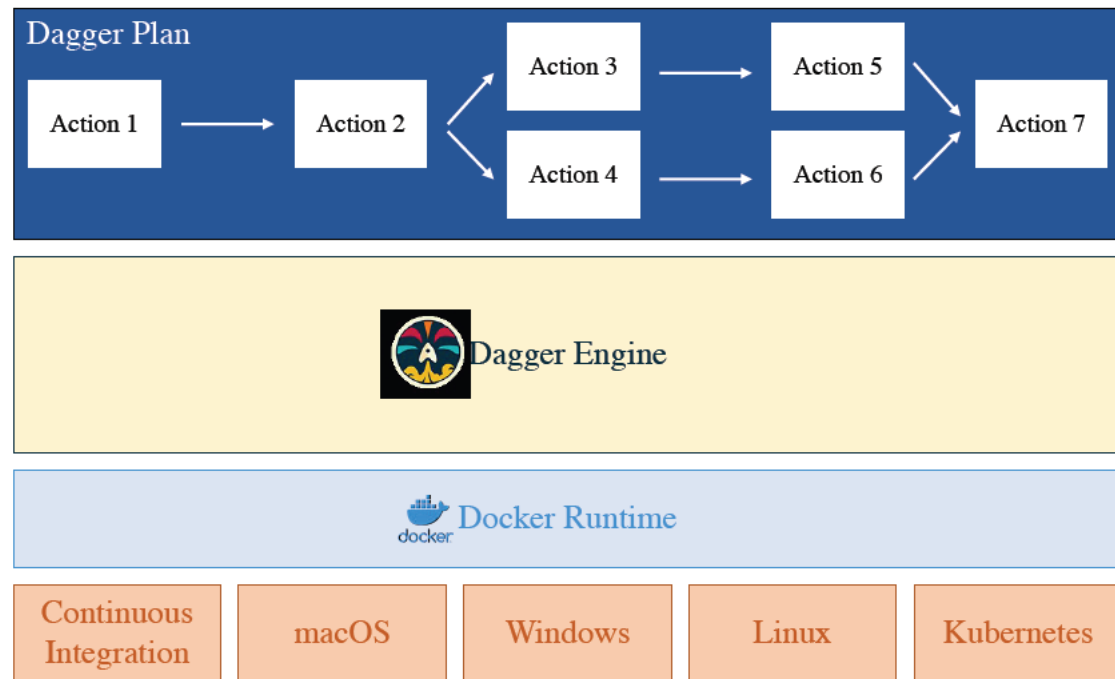 Dagger Plan
Action 1
Action 2
Action 3
Action 4
Action 5
Action 6
Action 7
Dagger Engine
docker
Docker Runtime
Continuous
Integration
macOS
Windows
Linux
Kubernetes